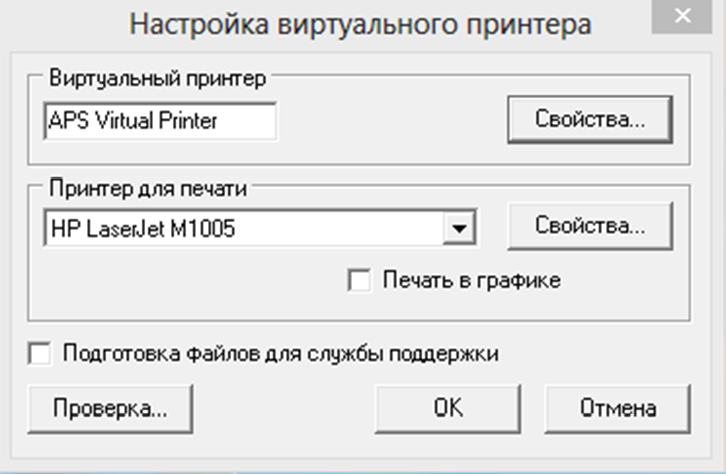 Настройка виртуального принтера
Виртуальный принтер
APS Virtual Printer
Свойства...
Принтер для печати
HP LaserJet M1005
Свойства...
Печать в графике
Подготовка файлов для службы поддержки
Проверка...
OK
Отмена